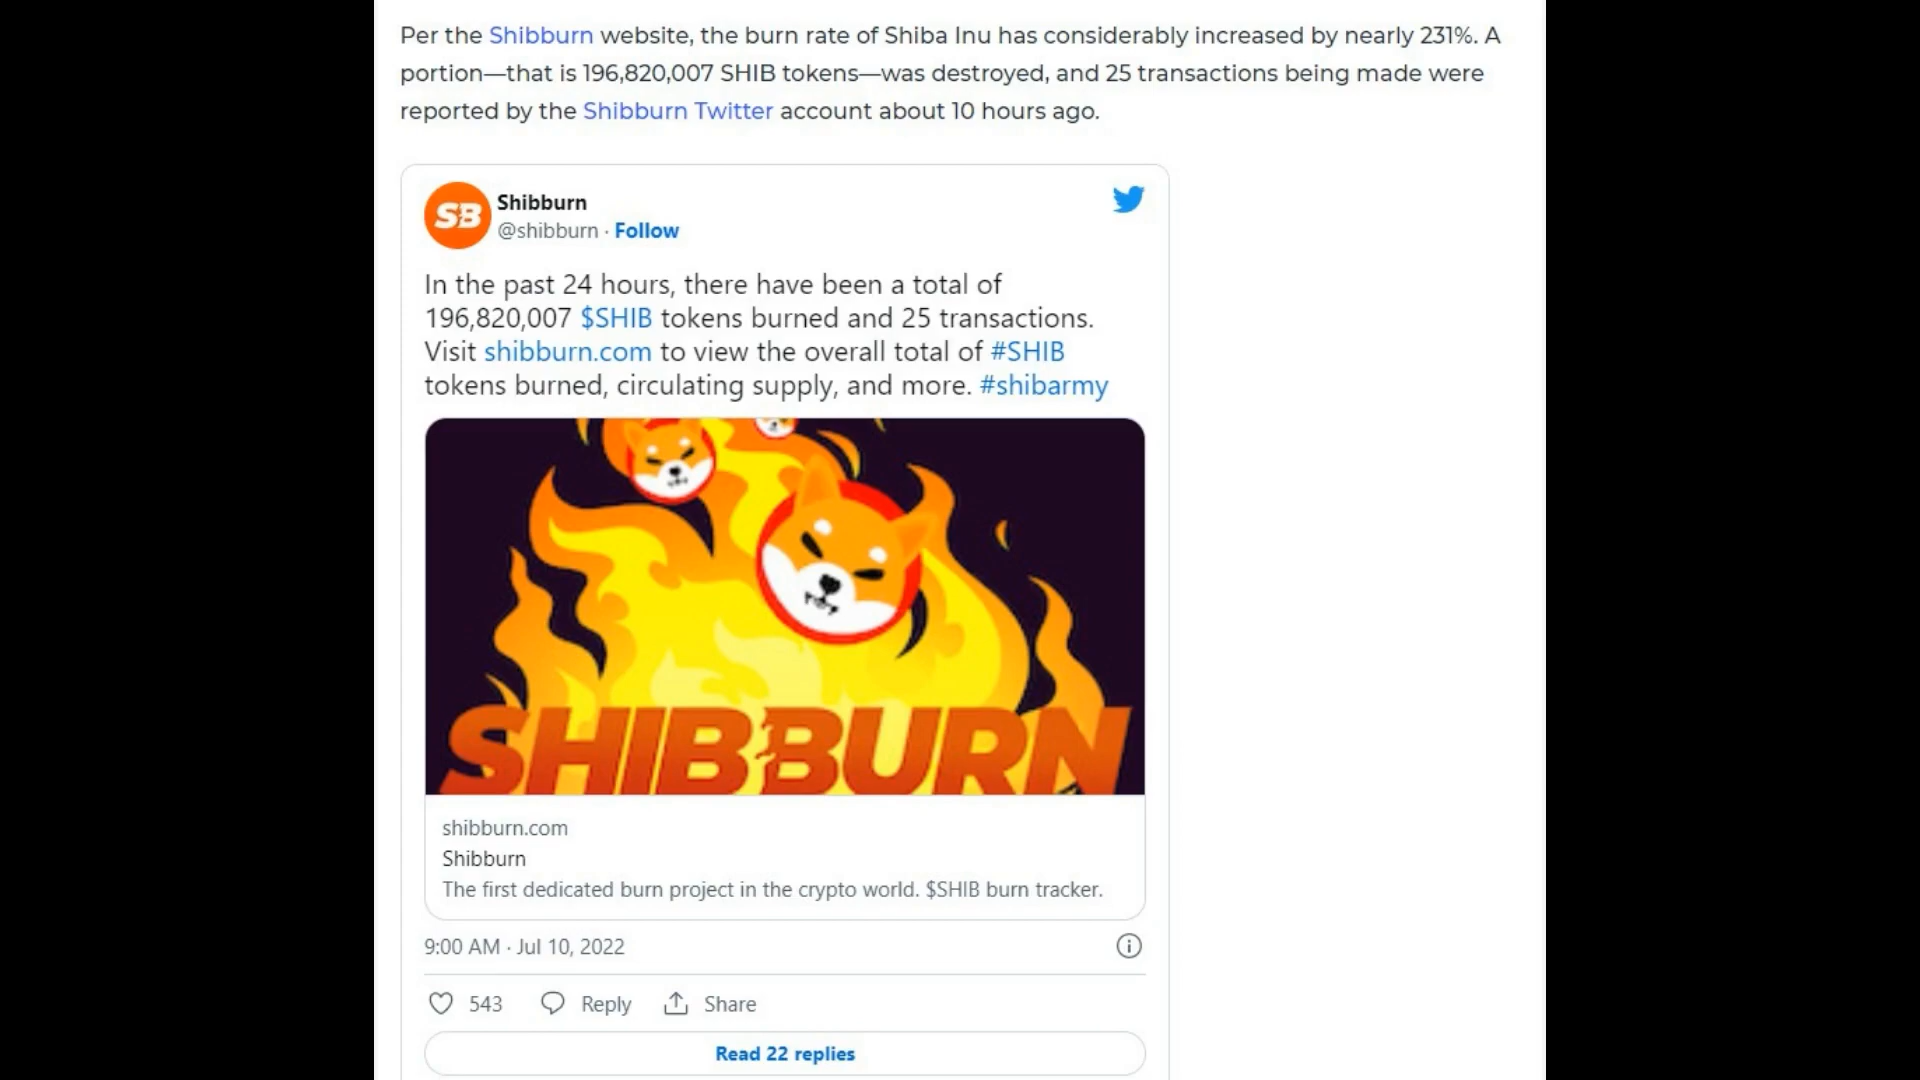 Per the Shibburn website, the burn rate of Shiba Inu has considerably increased by nearly 231%. A
portion—that is 196,820,007 SHIB tokens—was destroyed, and 25 transactions being made were
reported by the Shibburn Twitter account about 10 hours ago.
SB
Shibburn
@shibburn · Follow
In the past 24 hours, there have been a total of
196,820,007 $SHIB tokens burned and 25 transactions.
Visit shibburn.com to view the overall total of #SHIB
tokens burned, circulating supply, and more. #shibarmy
SHIBBURN
shibburn.com
Shibburn
The first dedicated burn project in the crypto world. $SHIB burn tracker.
9:00 AM · Jul 10, 2022
543 Reply Share
Read 22 replies